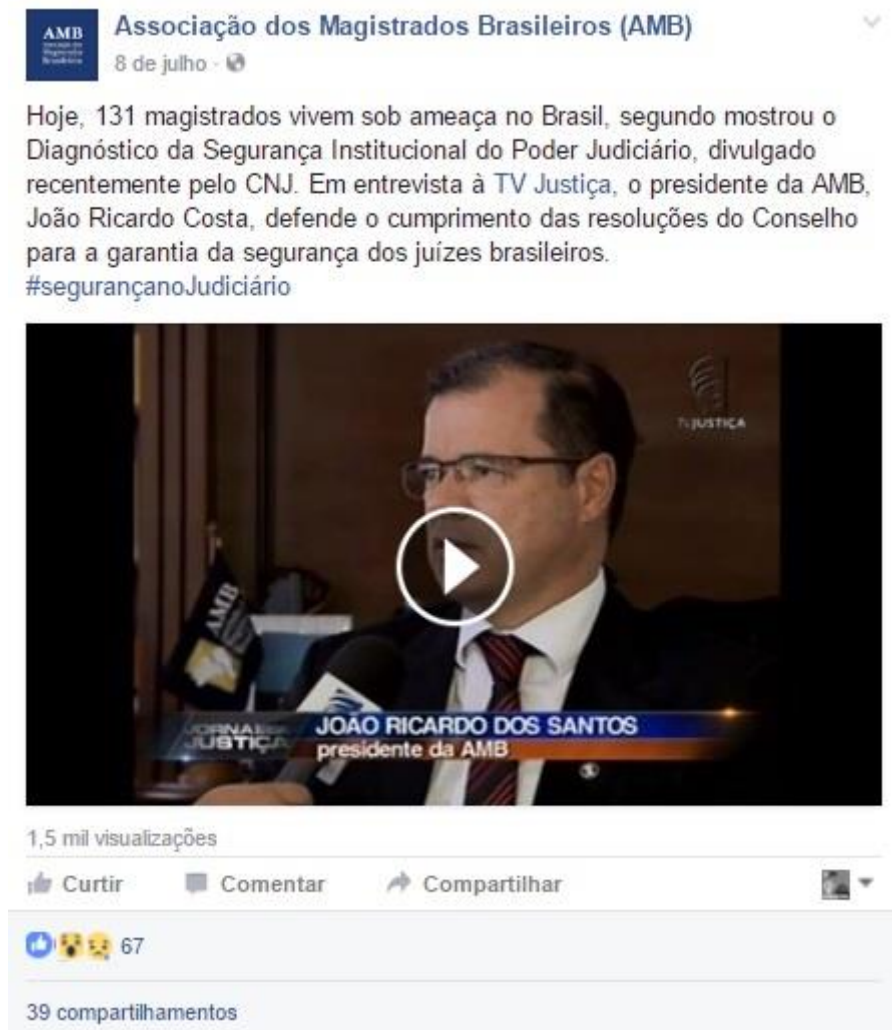 AMB
Associação dos Magistrados Brasileiros (AMB)
8 de julho ·
Hoje, 131 magistrados vivem sob ameaça no Brasil, segundo mostrou o
Diagnóstico da Segurança Institucional do Poder Judiciário, divulgado
recentemente pelo CNJ. Em entrevista à TV Justiça, o presidente da AMB,
João Ricardo Costa, defende o cumprimento das resoluções do Conselho
para a garantia da segurança dos juízes brasileiros.
#segurançanoJudiciário
TV JUSTIÇA
AMB
JUSTIÇA
JOÃO RICARDO DOS SANTOS
presidente da AMB
1,5 mil visualizações
Curtir Comentar Compartilhar
67
39 compartilhamentos